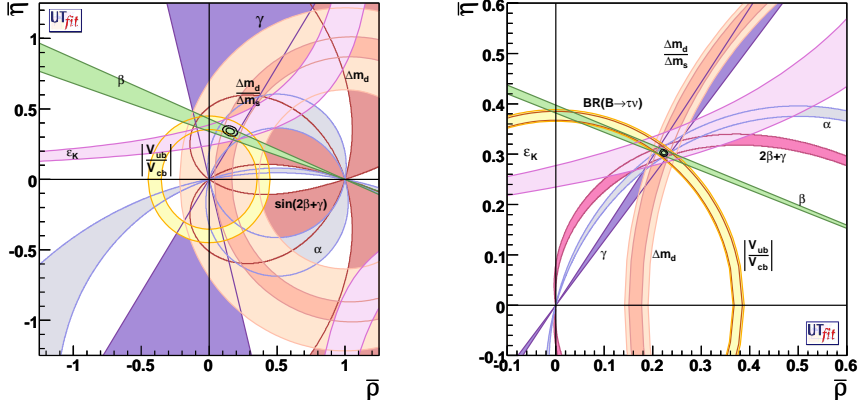 η̅
UTfit
γ
β
Δm_d
Δm_d
Δm_s
ε_K
|V_ub
V_cb|
sin(2β+γ)
α
1
0.5
0
-0.5
-1
-1
-0.5
0
0.5
1
ρ̅
η̅
Δm_d
Δm_s
BR(B→τν)
α
ε_K
2β+γ
β
γ
Δm_d
|V_ub
V_cb|
UTfit
0.6
0.5
0.4
0.3
0.2
0.1
0
-0.1
-0.1
0
0.1
0.2
0.3
0.4
0.5
0.6
ρ̅